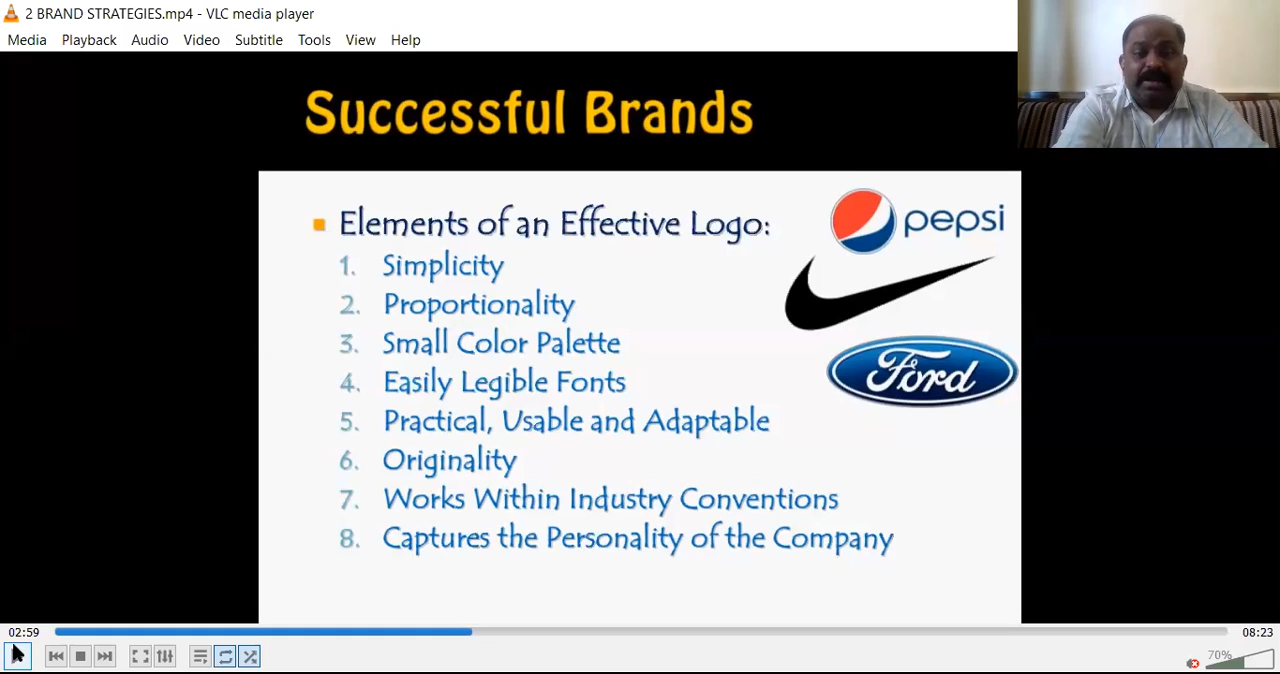 2 BRAND STRATEGIES.mp4 - VLC media player
Media Playback Audio Video Subtitle Tools View Help
Successful Brands
Elements of an Effective Logo:
1. Simplicity
2. Proportionality
3. Small Color Palette
4. Easily Legible Fonts
5. Practical, Usable and Adaptable
6. Originality
7. Works Within Industry Conventions
8. Captures the Personality of the Company
pepsi
Ford
02:59
08:23
70%